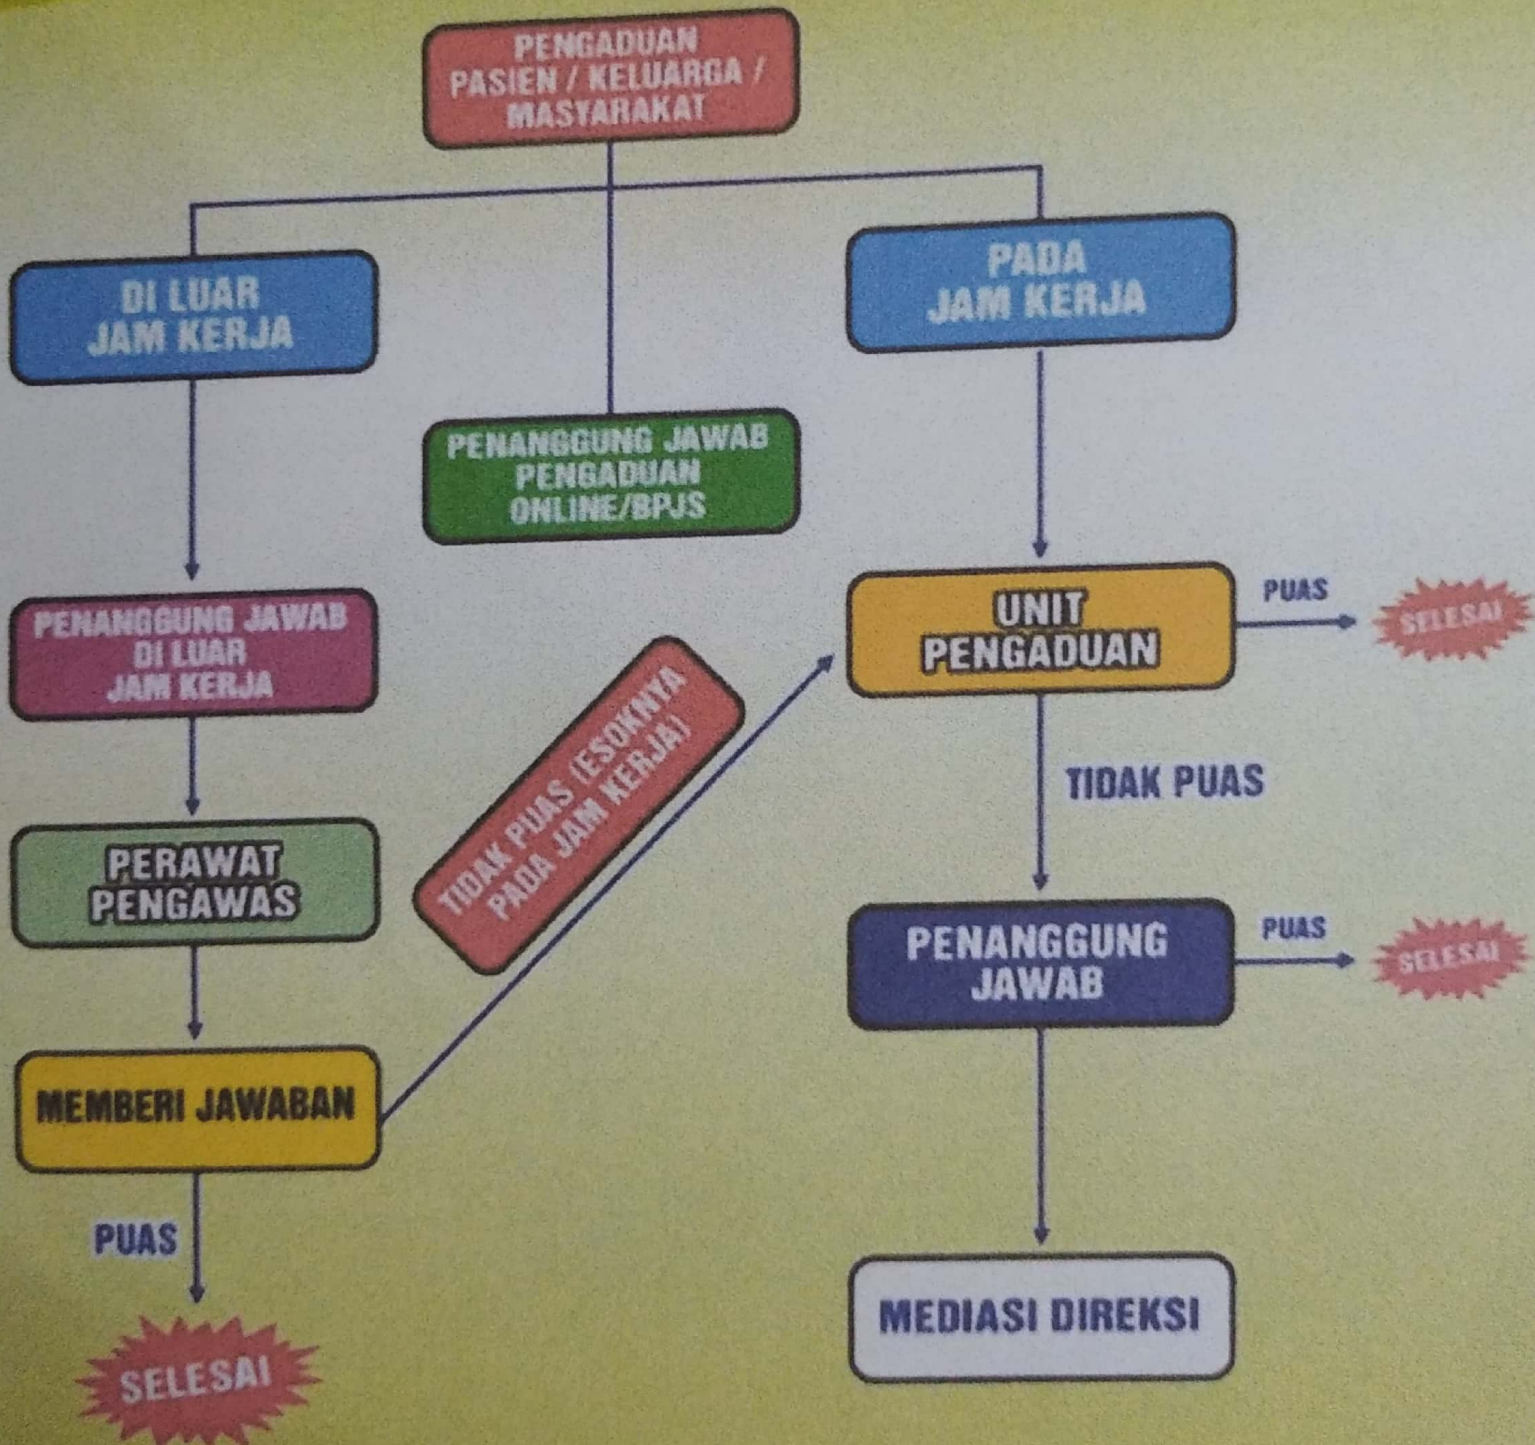 PENGADUAN
PASIEN / KELUARGA /
MASYARAKAT
DI LUAR
JAM KERJA
PADA
JAM KERJA
PENANGGUNG JAWAB
PENGADUAN
ONLINE/BPJS
PENANGGUNG JAWAB
DI LUAR
JAM KERJA
UNIT
PENGADUAN
PUAS
SELESAI
TIDAK PUAS (ESOKNYA
PADA JAM KERJA)
TIDAK PUAS
PERAWAT
PENGAWAS
PENANGGUNG
JAWAB
PUAS
SELESAI
MEMBERI JAWABAN
PUAS
SELESAI
MEDIASI DIREKSI